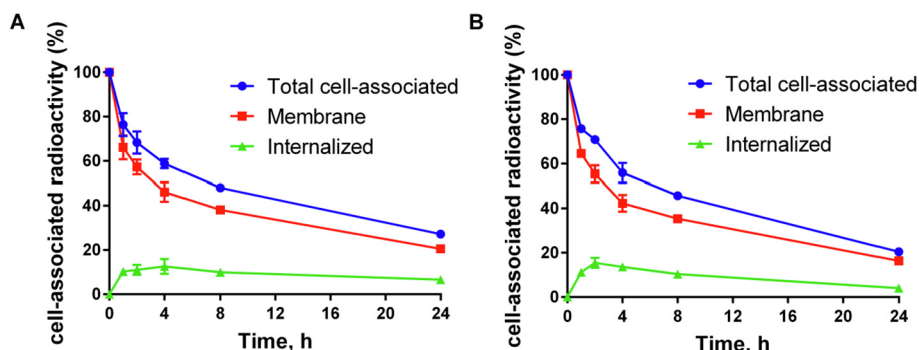 A
cell-associated radioactivity (%)
100
80
60
40
20
0
Total cell-associated
Membrane
Internalized
0 4 8 12 16 20 24
Time, h
B
cell-associated radioactivity (%)
100
80
60
40
20
0
Total cell-associated
Membrane
Internalized
0 4 8 12 16 20 24
Time, h